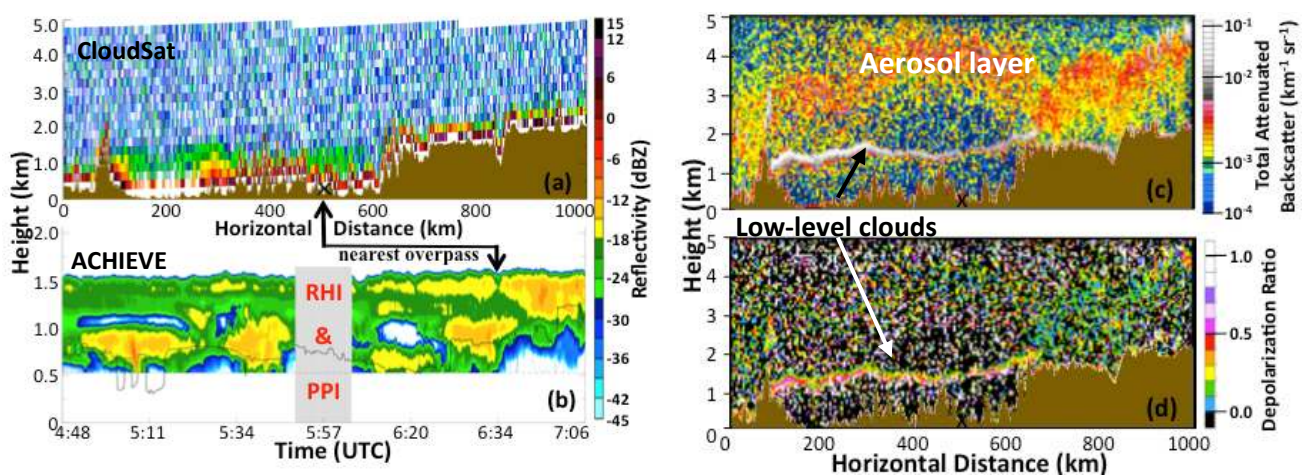 5.0
4.0
3.0
2.0
1.0
0
CloudSat
(a)
0 200 400 600 800 1000
Horizontal Distance (km)
nearest overpass
Height (km)
2.0
1.5
1.0
0.5
0
ACHIEVE
RHI
&
PPI
(b)
4:48 5:11 5:34 5:57 6:20 6:34 7:06
Time (UTC)
15
12
6
0
-6
-12
-18
-24
-30
-36
-42
-45
Reflectivity (dBZ)
5
4
3
2
1
0
Height (km)
Aerosol layer
(c)
Low-level clouds
10⁻¹
10⁻²
10⁻³
10⁻⁴
Total Attenuated
Backscatter (km⁻¹ sr⁻¹)
5
4
3
2
1
0
(d)
0 200 400 600 800 1000
Horizontal Distance (km)
1.0
0.5
0.0
Depolarization Ratio